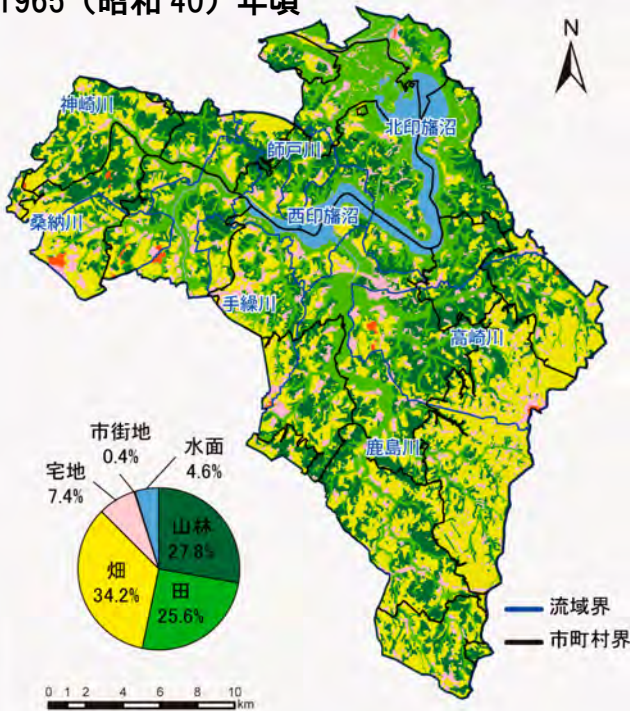 1965（昭和 40）年頃
N
神崎川
北印旛沼
師戸川
西印旛沼
桑納川
手繰川
高崎川
鹿島川
市街地
0.4%
水面
4.6%
宅地
7.4%
山林
27.8%
畑
34.2%
田
25.6%
流域界
市町村界
0 1 2 4 6 8 10
km